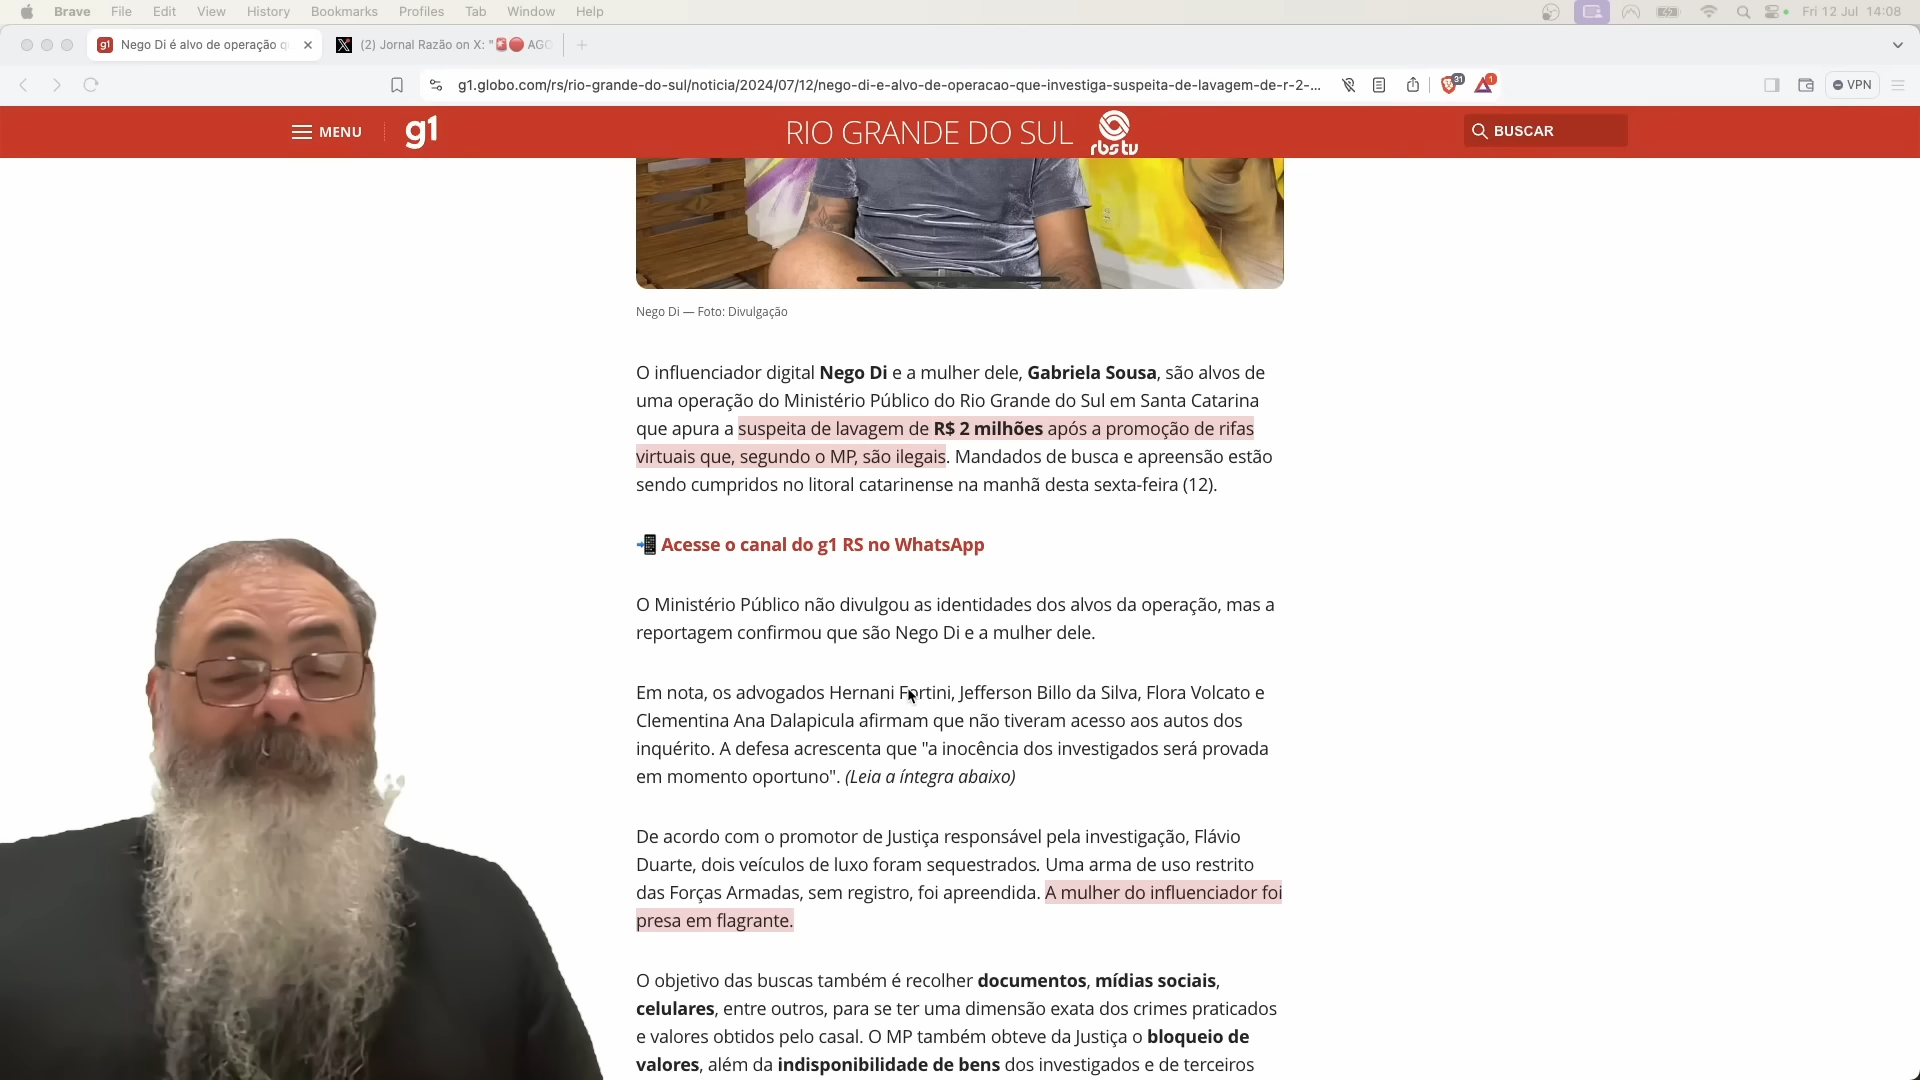 Brave File Edit View History Bookmarks Profiles Tab Window Help Fri 12 Jul 14:08
g1 Nego Di é alvo de operação q
(2) Jornal Razão on X: "🚨🔴 AGO
g1.globo.com/rs/rio-grande-do-sul/noticia/2024/07/12/nego-di-e-alvo-de-operacao-que-investiga-suspeita-de-lavagem-de-r-2-... 31 1 VPN
MENU g1 RIO GRANDE DO SUL rbs tv BUSCAR
Nego Di — Foto: Divulgação
O influenciador digital Nego Di e a mulher dele, Gabriela Sousa, são alvos de
uma operação do Ministério Público do Rio Grande do Sul em Santa Catarina
que apura a suspeita de lavagem de R$ 2 milhões após a promoção de rifas
virtuais que, segundo o MP, são ilegais. Mandados de busca e apreensão estão
sendo cumpridos no litoral catarinense na manhã desta sexta-feira (12).
📲 Acesse o canal do g1 RS no WhatsApp
O Ministério Público não divulgou as identidades dos alvos da operação, mas a
reportagem confirmou que são Nego Di e a mulher dele.
Em nota, os advogados Hernani Fortini, Jefferson Billo da Silva, Flora Volcato e
Clementina Ana Dalapicula afirmam que não tiveram acesso aos autos dos
inquérito. A defesa acrescenta que "a inocência dos investigados será provada
em momento oportuno". (Leia a íntegra abaixo)
De acordo com o promotor de Justiça responsável pela investigação, Flávio
Duarte, dois veículos de luxo foram sequestrados. Uma arma de uso restrito
das Forças Armadas, sem registro, foi apreendida. A mulher do influenciador foi
presa em flagrante.
O objetivo das buscas também é recolher documentos, mídias sociais,
celulares, entre outros, para se ter uma dimensão exata dos crimes praticados
e valores obtidos pelo casal. O MP também obteve da Justiça o bloqueio de
valores, além da indisponibilidade de bens dos investigados e de terceiros